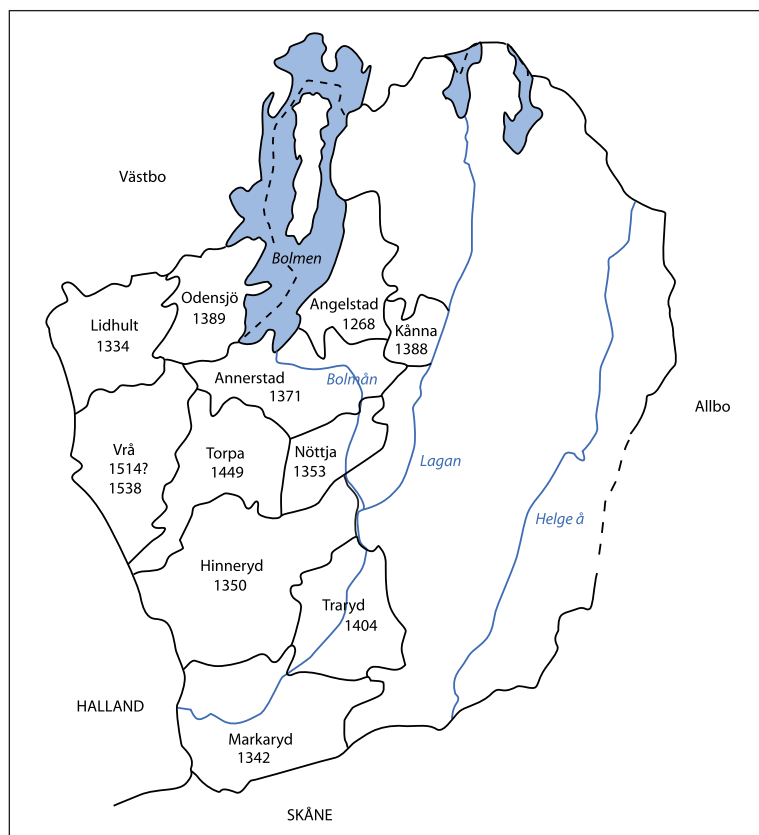 Västbo
Bolmen
Odensjö
1389
Angelstad
1268
Lidhult
1334
Kånna
1388
Annerstad
1371
Bolmån
Allbo
Vrå
1514?
1538
Torpa
1449
Nöttja
1353
Lagan
Helge å
Hinneryd
1350
Traryd
1404
HALLAND
Markaryd
1342
SKÅNE